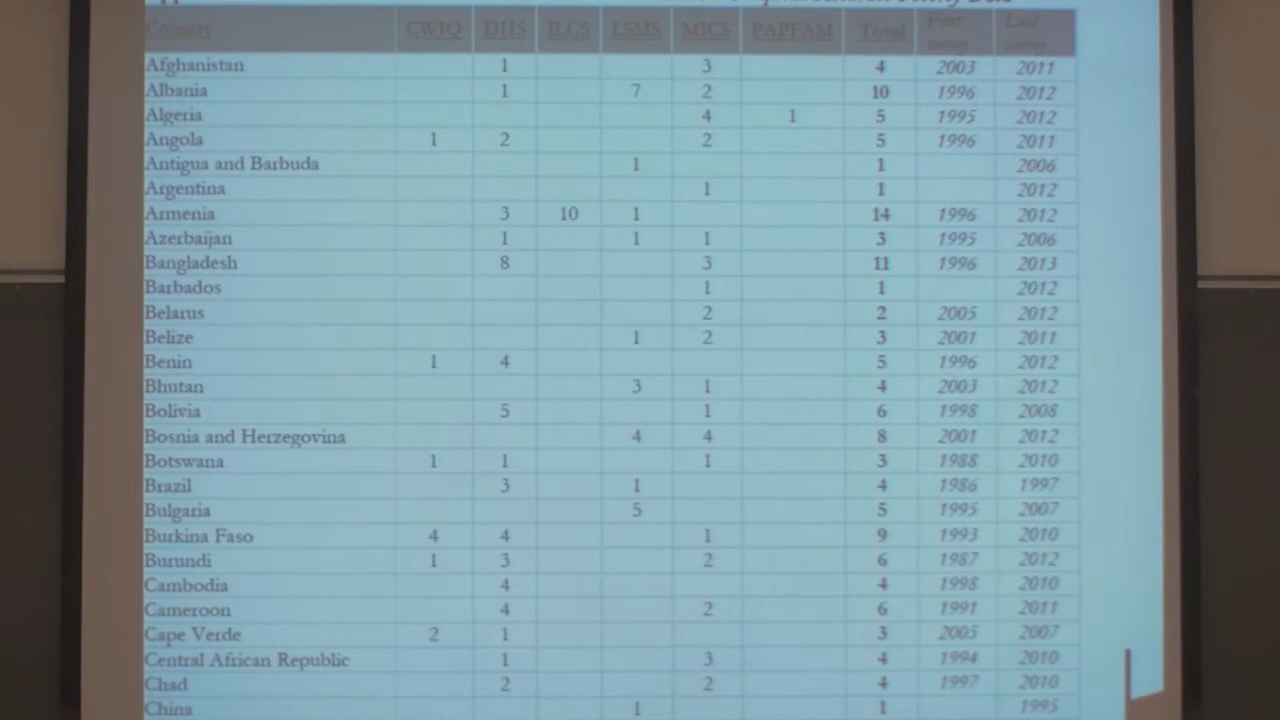 Survey Data
Country CWIQ DHS ILCS LSMS MICS PAPFAM Total First survey Last survey
Afghanistan 1 3 4 2003 2011
Albania 1 7 2 10 1996 2012
Algeria 4 1 5 1995 2012
Angola 1 2 2 5 1996 2011
Antigua and Barbuda 1 1 2006
Argentina 1 1 2012
Armenia 3 10 1 14 1996 2012
Azerbaijan 1 1 1 3 1995 2006
Bangladesh 8 3 11 1996 2013
Barbados 1 1 2012
Belarus 2 2 2005 2012
Belize 1 2 3 2001 2011
Benin 1 4 5 1996 2012
Bhutan 3 1 4 2003 2012
Bolivia 5 1 6 1998 2008
Bosnia and Herzegovina 4 4 8 2001 2012
Botswana 1 1 1 3 1988 2010
Brazil 3 1 4 1986 1997
Bulgaria 5 5 1995 2007
Burkina Faso 4 4 1 9 1993 2010
Burundi 1 3 2 6 1987 2012
Cambodia 4 4 1998 2010
Cameroon 4 2 6 1991 2011
Cape Verde 2 1 3 2005 2007
Central African Republic 1 3 4 1994 2010
Chad 2 2 4 1997 2010
China 1 1 1995